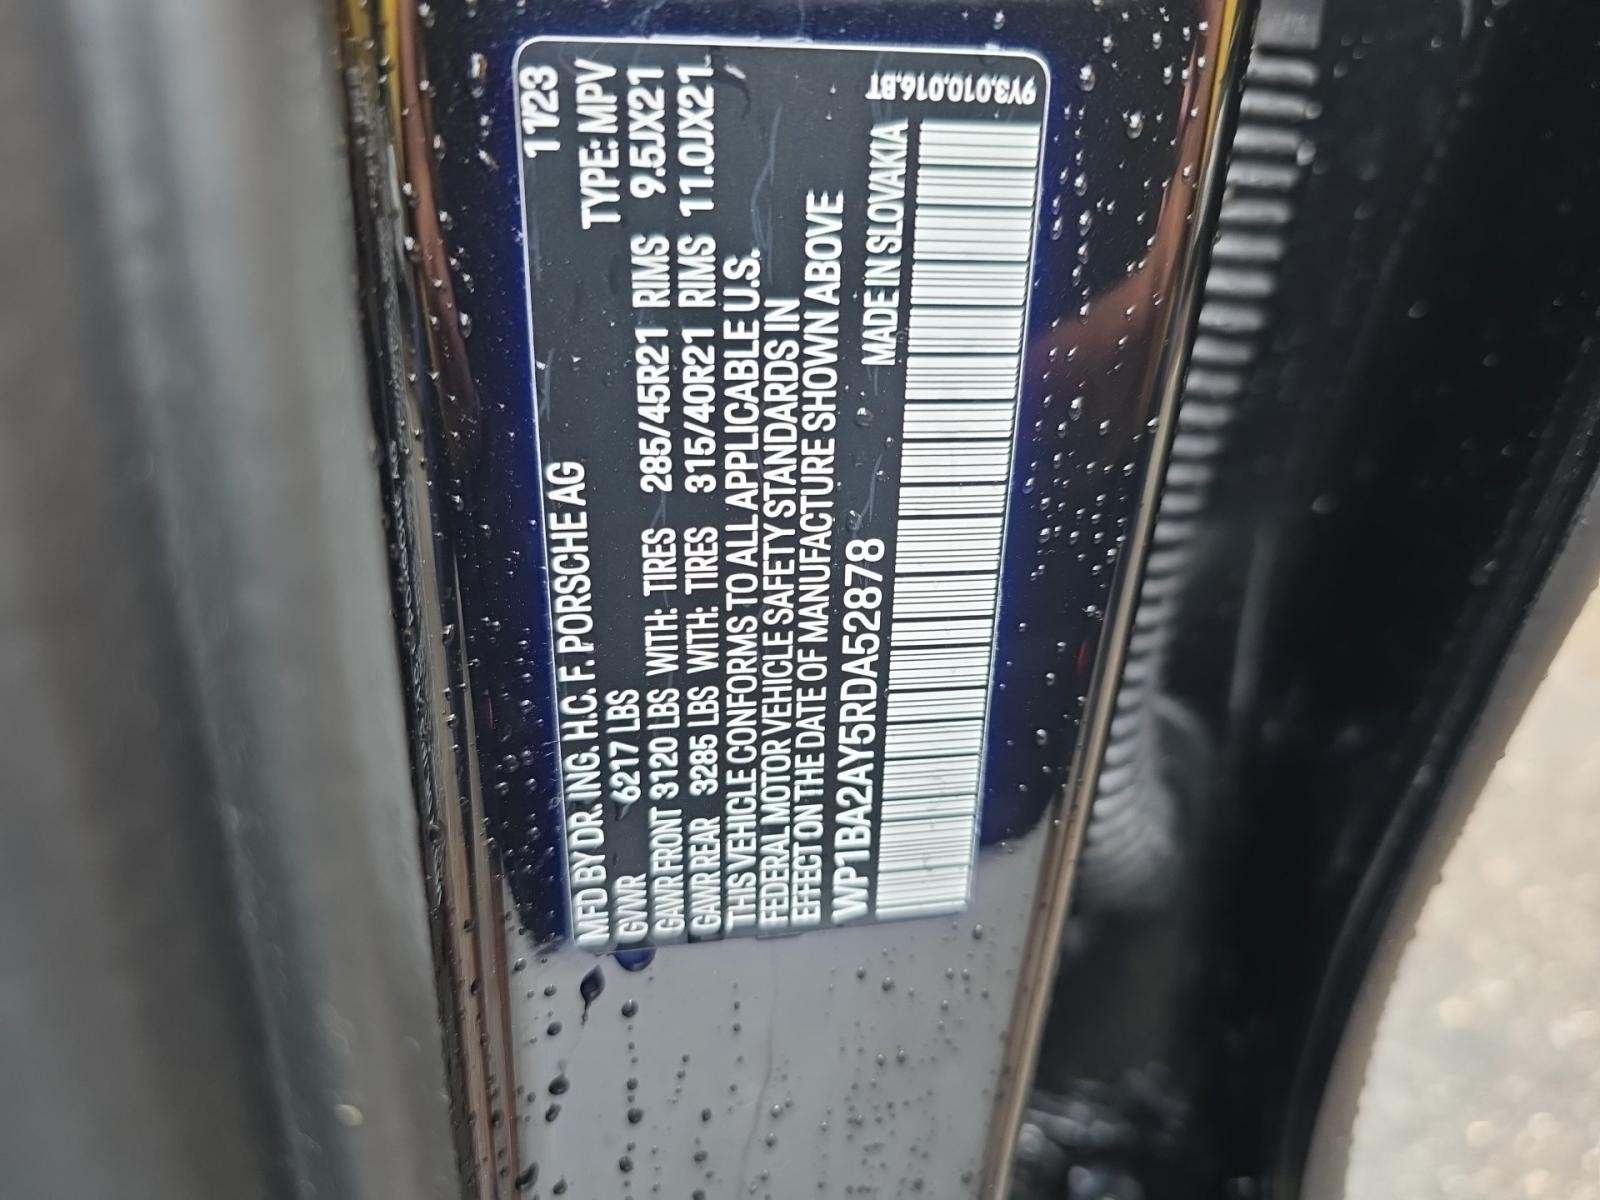 11/23
MFD BY DR. ING. H.C. F. PORSCHE AG
GVWR 6217 LBS TYPE: MPV
GAWR FRONT 3120 LBS WITH: TIRES 285/45R21 RIMS 9.5JX21
GAWR REAR 3285 LBS WITH: TIRES 315/40R21 RIMS 11.0JX21
THIS VEHICLE CONFORMS TO ALL APPLICABLE U.S.
FEDERAL MOTOR VEHICLE SAFETY STANDARDS IN
EFFECT ON THE DATE OF MANUFACTURE SHOWN ABOVE
WP1BA2AY5RDA52878
MADE IN SLOVAKIA
9Y3.010.016.BT